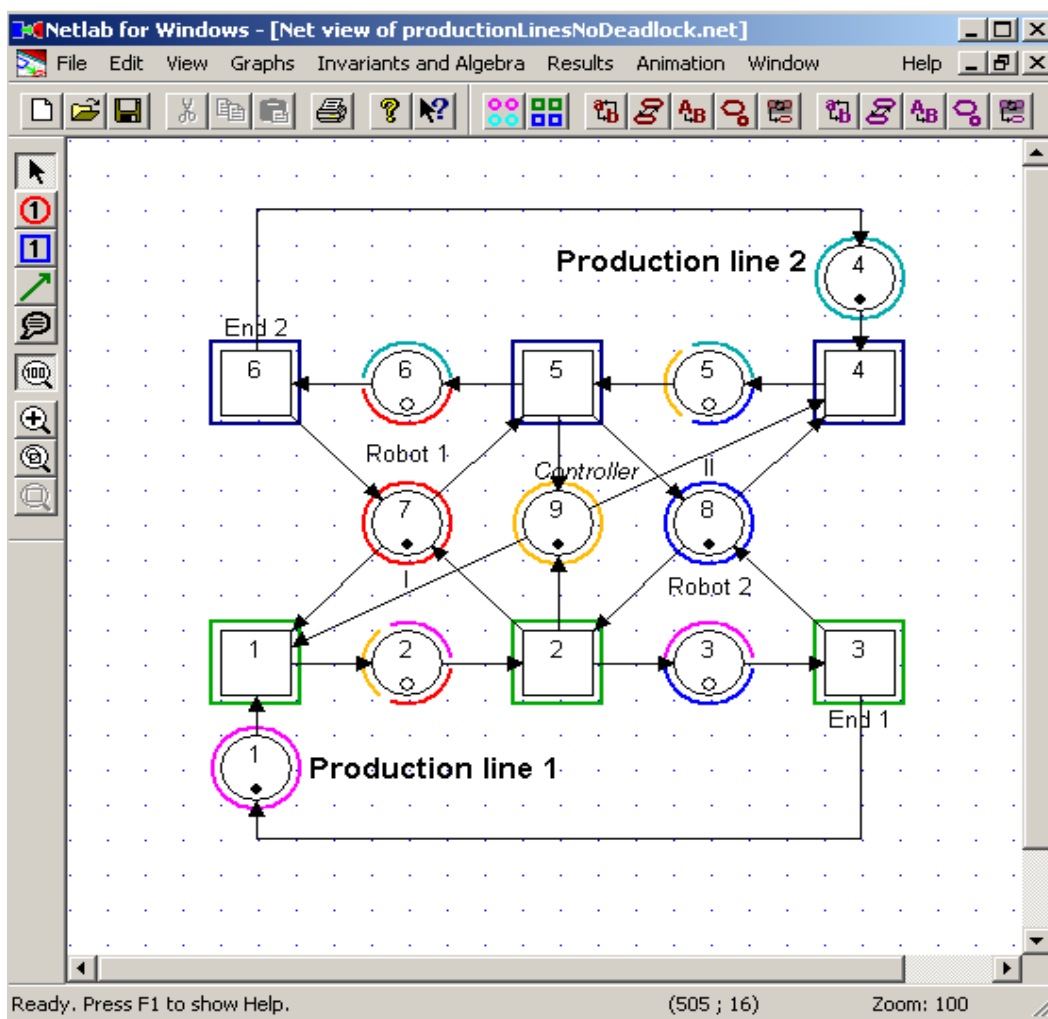 Netlab for Windows - [Net view of productionLinesNoDeadlock.net]
File Edit View Graphs Invariants and Algebra Results Animation Window Help
1
1
100
Production line 2
4
End 2
6
6
5
5
4
Robot 1
Controller
II
7
9
8
I
Robot 2
1
2
2
3
3
End 1
1
Production line 1
Ready. Press F1 to show Help. (505 ; 16) Zoom: 100